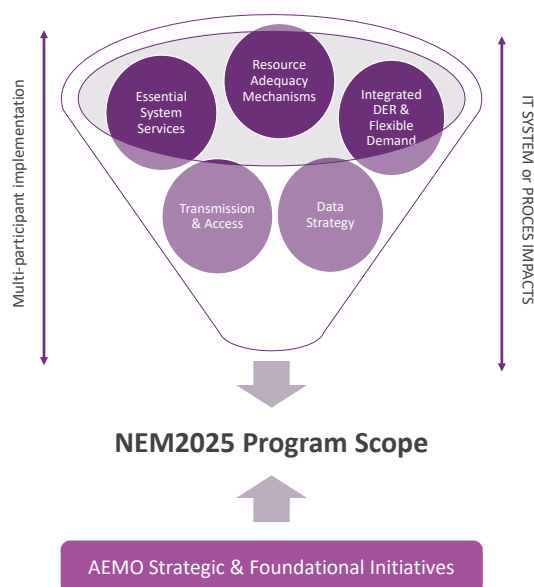 Multi-participant implementation
Resource
Adequacy
Mechanisms
Essential
System
Services
Integrated
DER &
Flexible
Demand
Transmission
& Access
Data
Strategy
IT SYSTEM or PROCES IMPACTS
NEM2025 Program Scope
AEMO Strategic & Foundational Initiatives